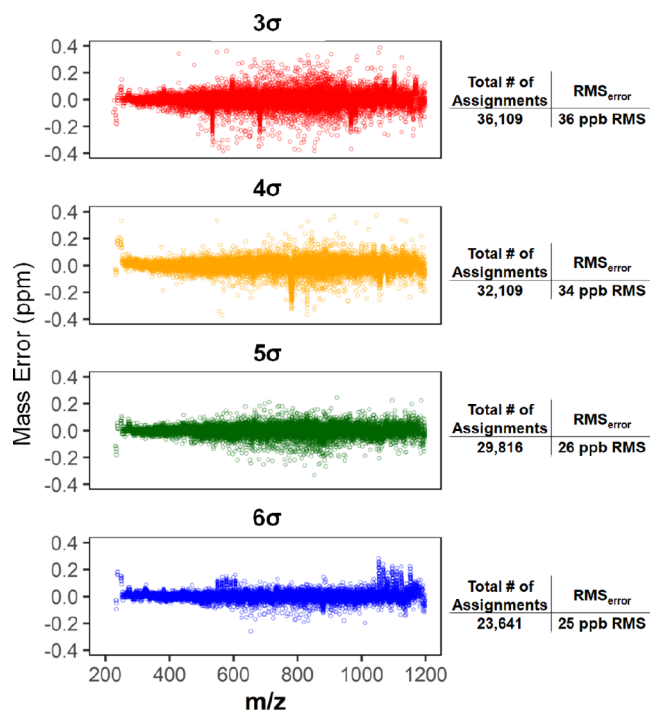 3σ
0.4
0.2
0.0
-0.2
-0.4
Total # of
Assignments
RMSerror
36,109
36 ppb RMS
4σ
0.4
0.2
0.0
-0.2
-0.4
Total # of
Assignments
RMSerror
32,109
34 ppb RMS
Mass Error (ppm)
5σ
0.4
0.2
0.0
-0.2
-0.4
Total # of
Assignments
RMSerror
29,816
26 ppb RMS
6σ
0.4
0.2
0.0
-0.2
-0.4
Total # of
Assignments
RMSerror
23,641
25 ppb RMS
200 400 600 800 1000 1200
m/z